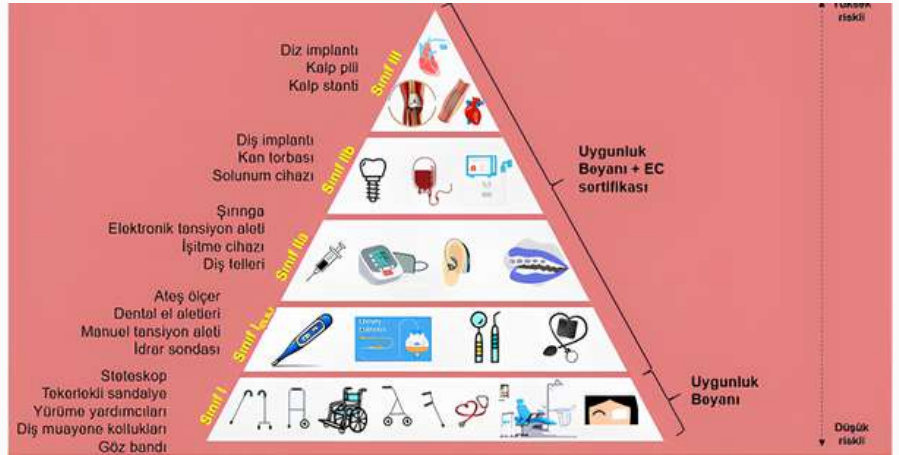 Yüksek
riskli
Diz implantı
Kalp pili
Kalp stanti
Sınıf III
Diş implantı
Kan torbası
Solunum cihazı
Sınıf IIb
Uygunluk
Beyanı + EC
sertifikası
Şırınga
Elektronik tansiyon aleti
İşitme cihazı
Diş telleri
Sınıf IIa
Ateş ölçer
Dental el aletleri
Manuel tansiyon aleti
İdrar sondası
Sınıf I
Steteskop
Tekerlekli sandalye
Yürüme yardımcıları
Diş muayene koltukları
Göz bandı
Sınıf I
Uygunluk
Beyanı
Düşük
riskli